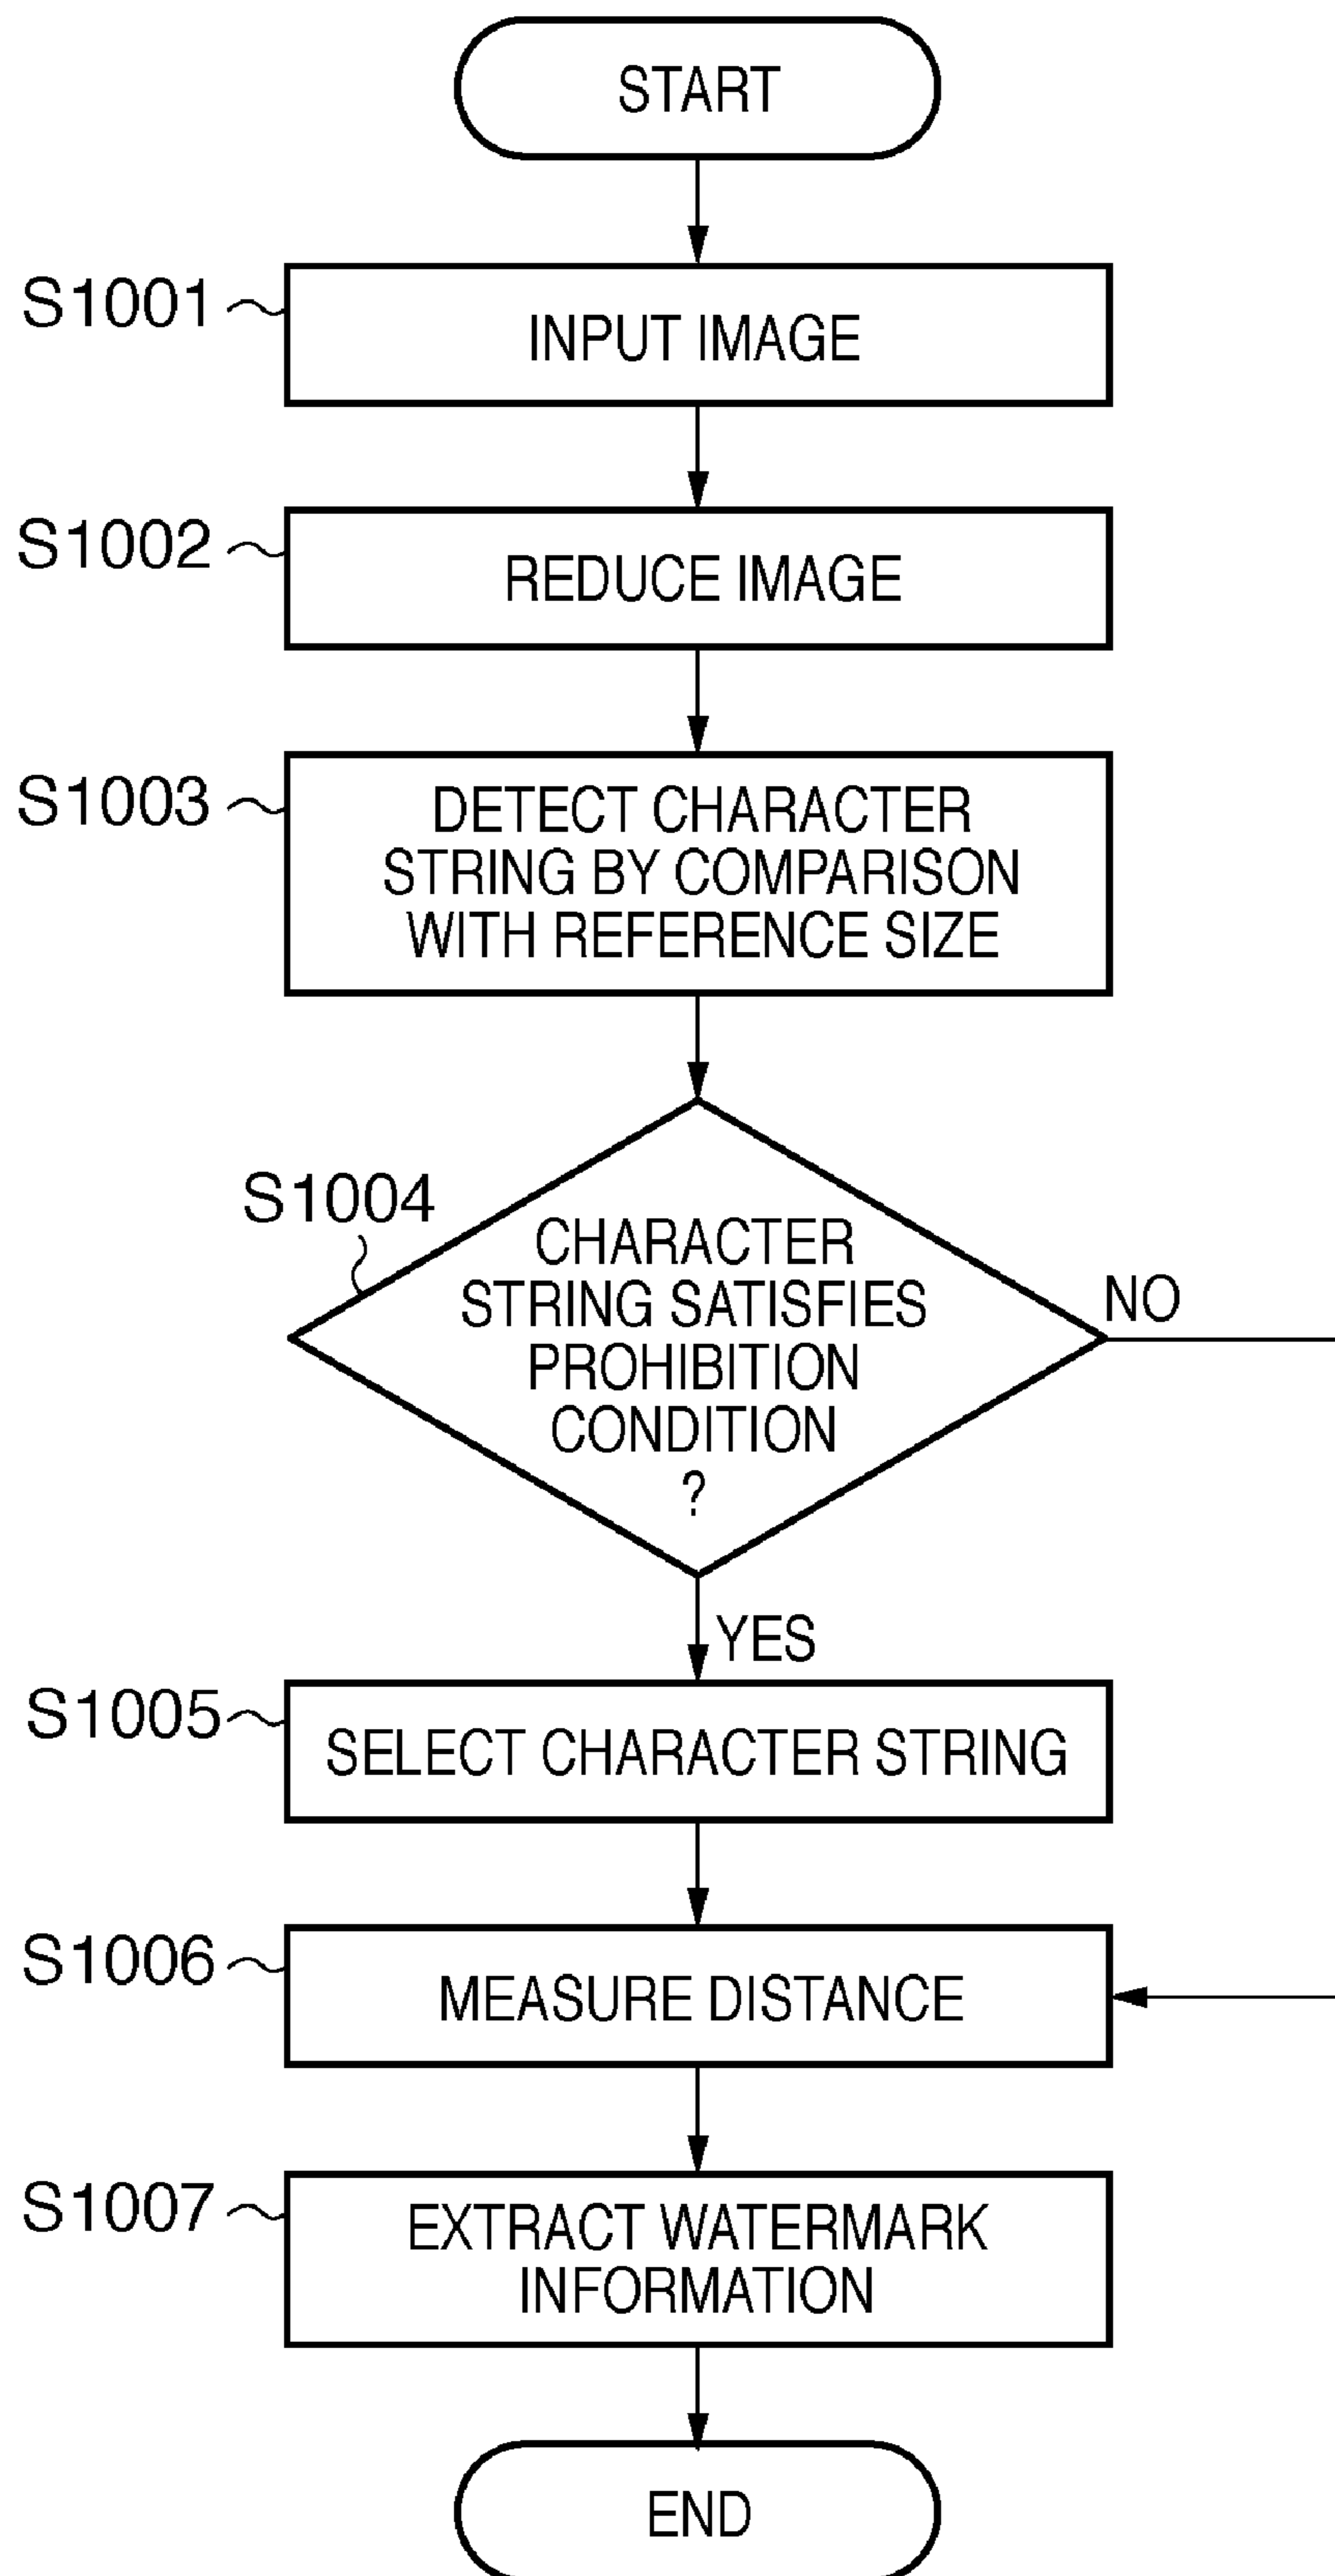 START
S1001
INPUT IMAGE
S1002
REDUCE IMAGE
S1003
DETECT CHARACTER
STRING BY COMPARISON
WITH REFERENCE SIZE
S1004
CHARACTER
STRING SATISFIES
PROHIBITION
CONDITION
?
NO
YES
S1005
SELECT CHARACTER STRING
S1006
MEASURE DISTANCE
S1007
EXTRACT WATERMARK
INFORMATION
END